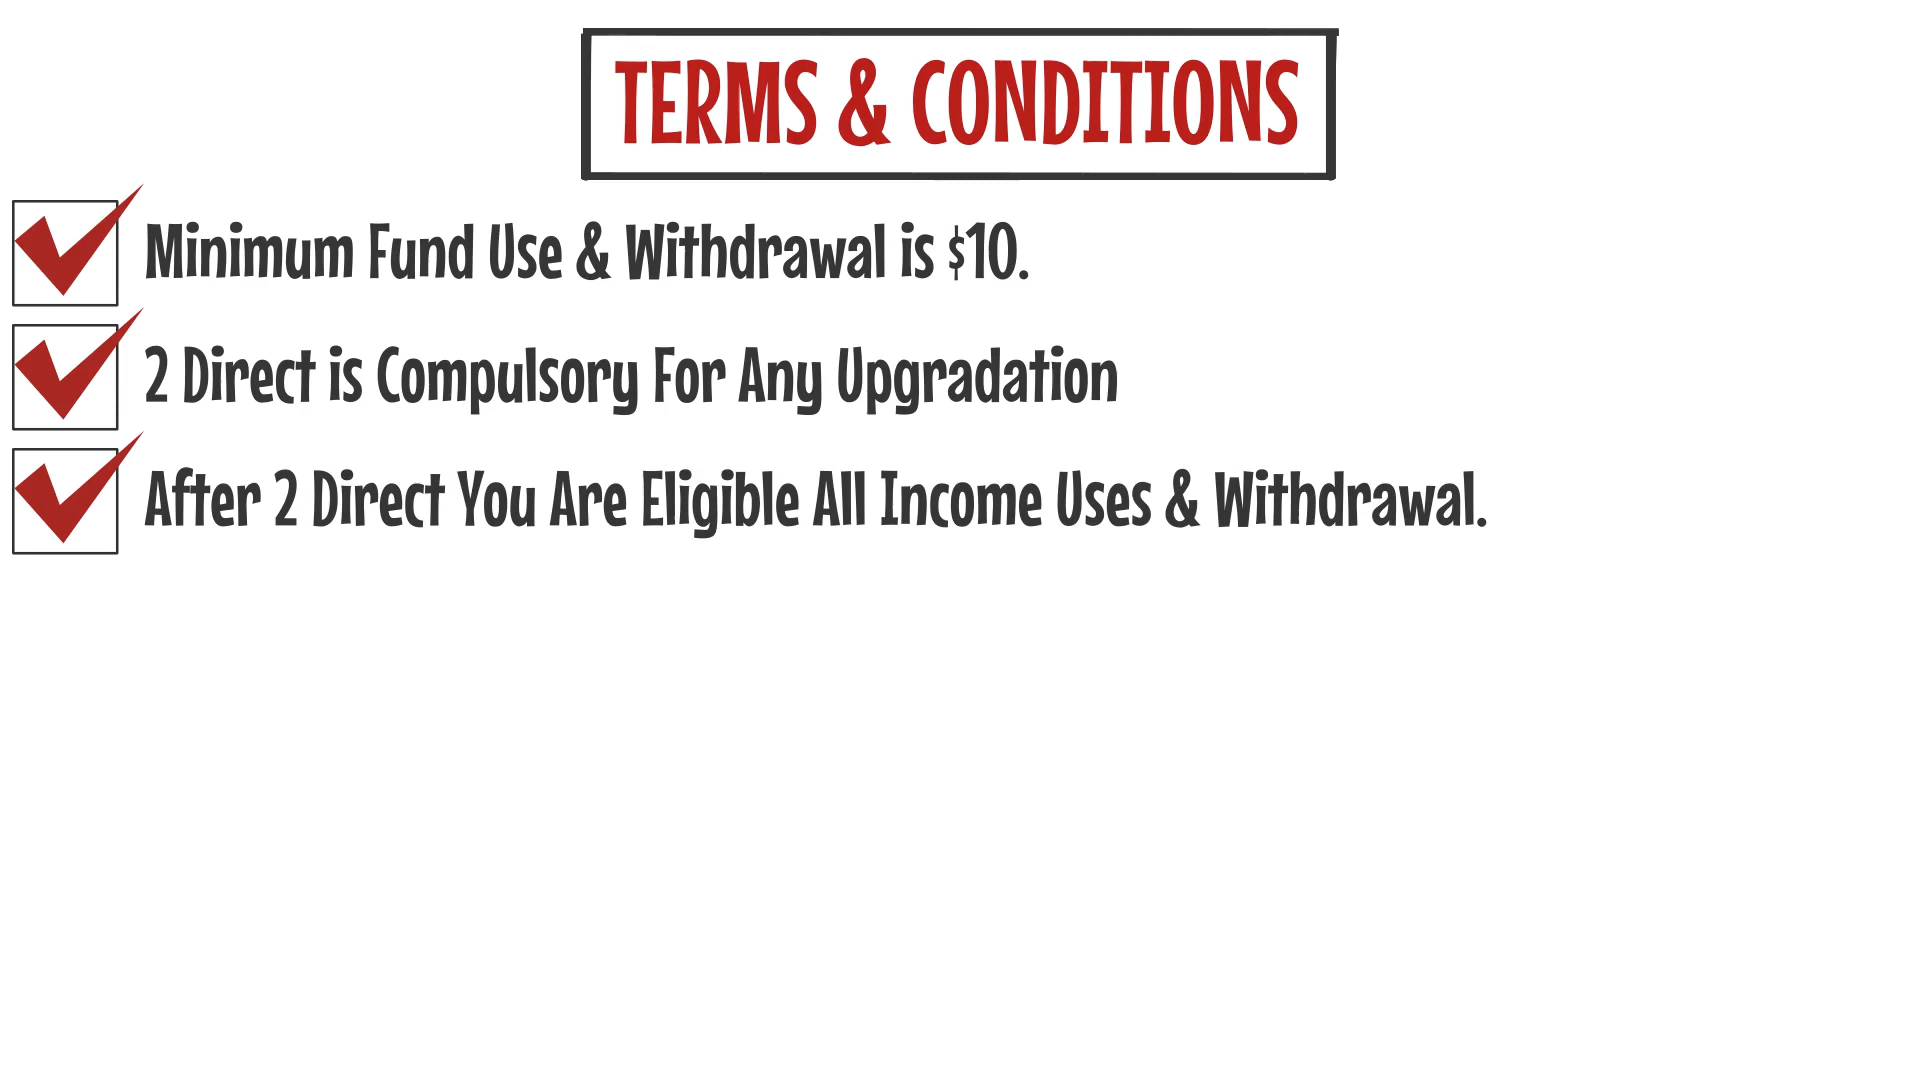 TERMS & CONDITIONS
Minimum Fund Use & Withdrawal is $10.
2 Direct is Compulsory For Any Upgradation
After 2 Direct You Are Eligible All Income Uses & Withdrawal.